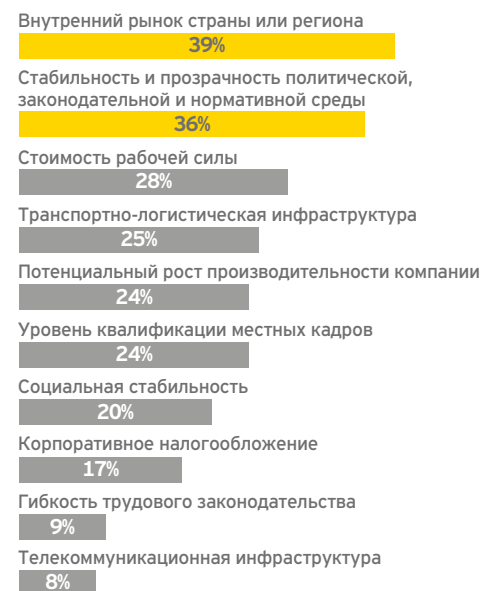 Внутренний рынок страны или региона
39%
Стабильность и прозрачность политической,
законодательной и нормативной среды
36%
Стоимость рабочей силы
28%
Транспортно-логистическая инфраструктура
25%
Потенциальный рост производительности компании
24%
Уровень квалификации местных кадров
24%
Социальная стабильность
20%
Корпоративное налогообложение
17%
Гибкость трудового законодательства
9%
Телекоммуникационная инфраструктура
8%